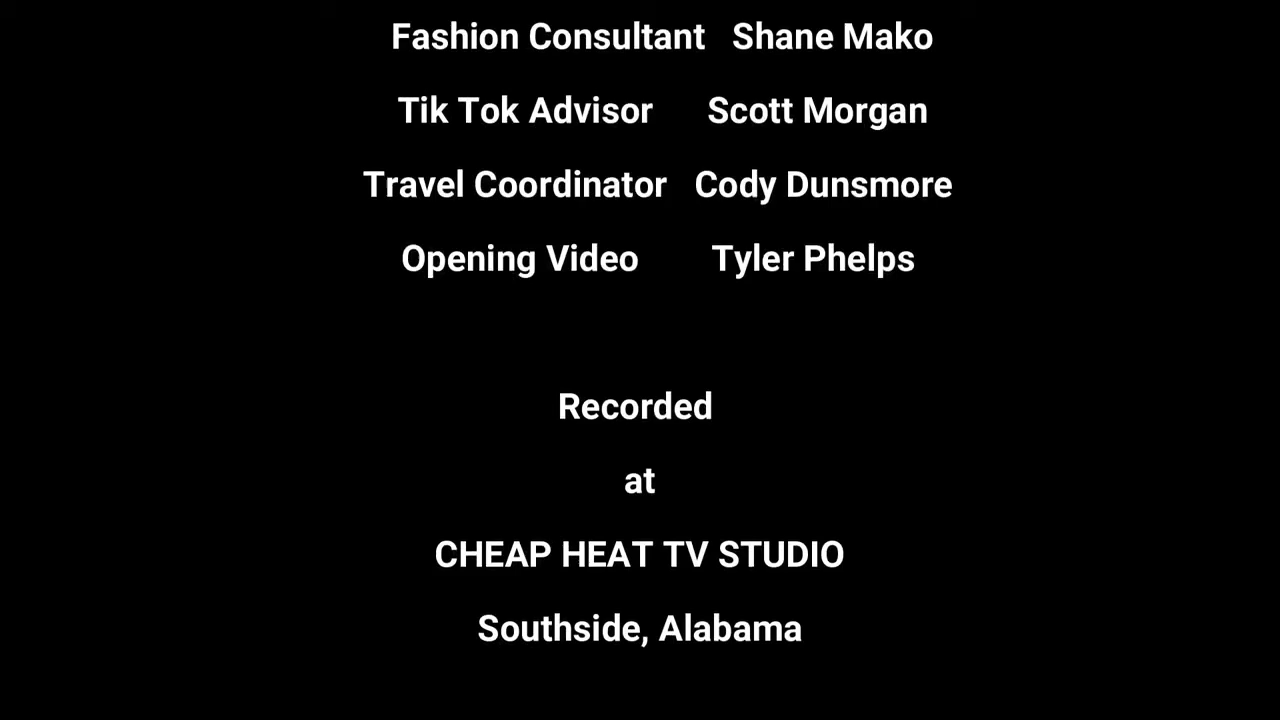 Fashion Consultant Shane Mako
Tik Tok Advisor Scott Morgan
Travel Coordinator Cody Dunsmore
Opening Video Tyler Phelps
Recorded
at
CHEAP HEAT TV STUDIO
Southside, Alabama